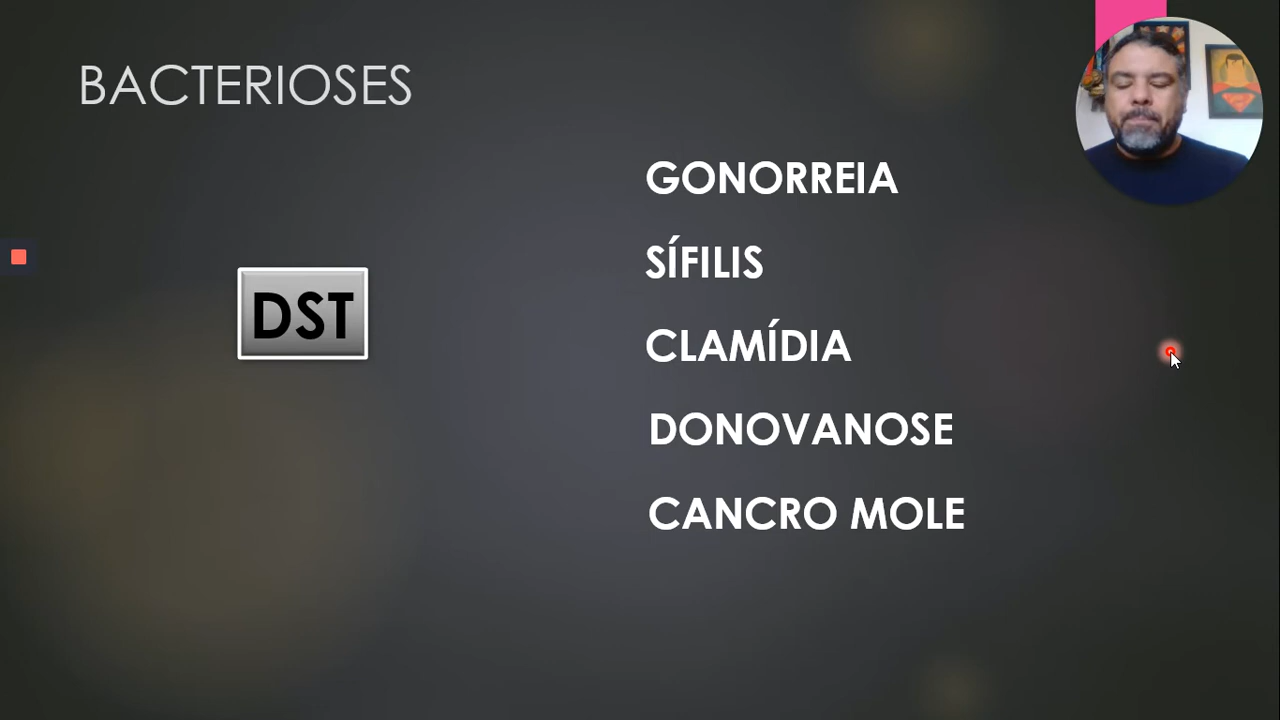 BACTERIOSES
DST
GONORREIA
SÍFILIS
CLAMÍDIA
DONOVANOSE
CANCRO MOLE